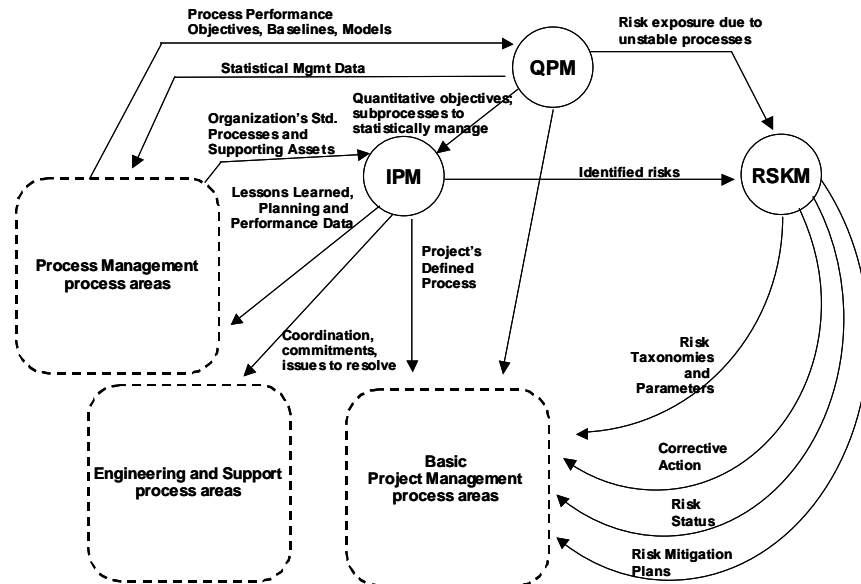 Process Performance
Objectives, Baselines, Models
Risk exposure due to
unstable processes
QPM
Statistical Mgmt Data
Quantitative objectives;
subprocesses to
statistically manage
Organization's Std.
Processes and
Supporting Assets
IPM
Identified risks
RSKM
Lessons Learned,
Planning and
Performance Data
Process Management
process areas
Project's
Defined
Process
Coordination,
commitments,
issues to resolve
Risk
Taxonomies
and
Parameters
Engineering and Support
process areas
Basic
Project Management
process areas
Corrective
Action
Risk
Status
Risk Mitigation
Plans